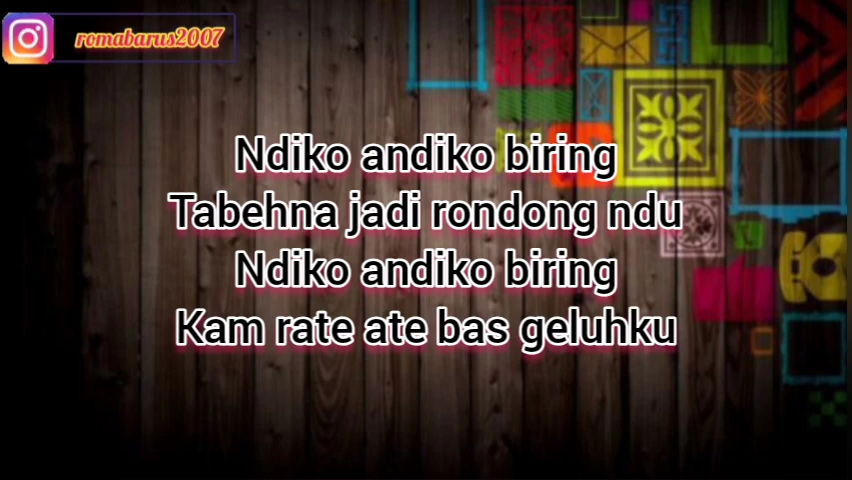 romabarus2007
Ndiko andiko biring
Tabehna jadi rondong ndu
Ndiko andiko biring
Kam rate ate bas geluhku